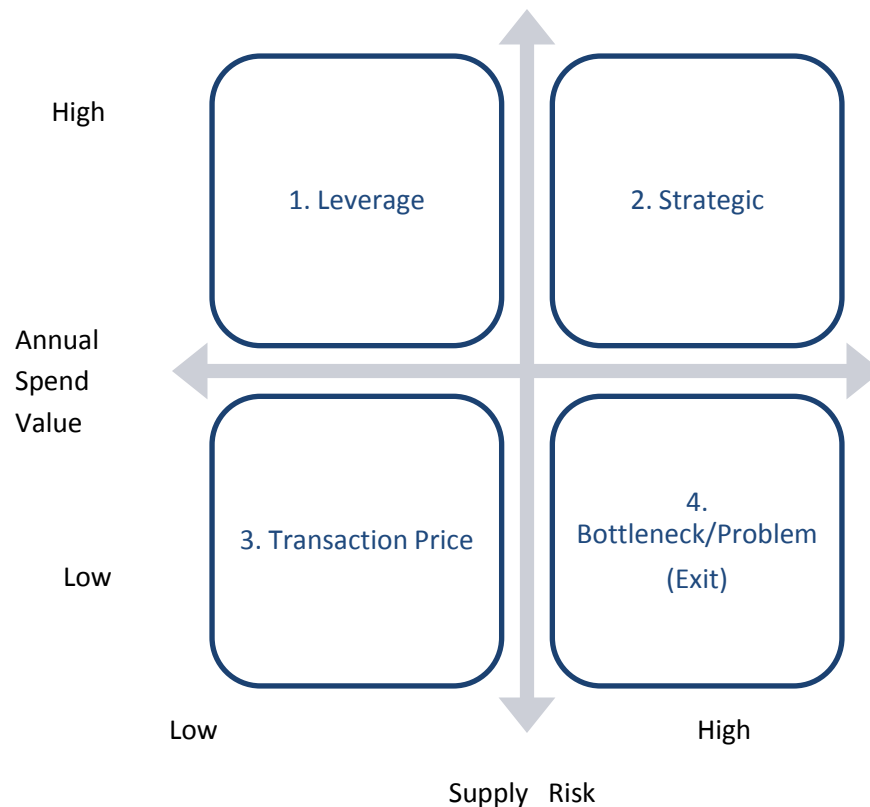 High
1. Leverage
2. Strategic
Annual
Spend
Value
3. Transaction Price
4.
Bottleneck/Problem
(Exit)
Low
Low
High
Supply Risk